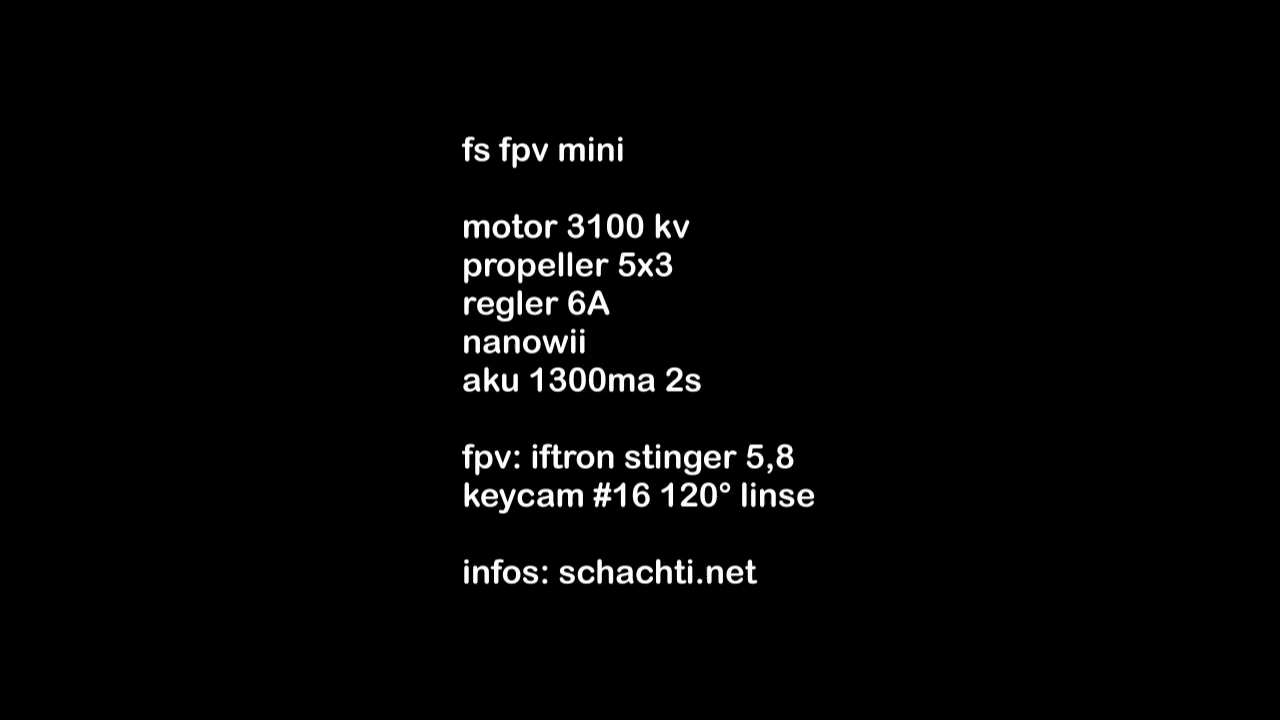 fs fpv mini
motor 3100 kv
propeller 5x3
regler 6A
nanowii
aku 1300ma 2s
fpv: iftron stinger 5,8
keycam #16 120° linse
infos: schachti.net